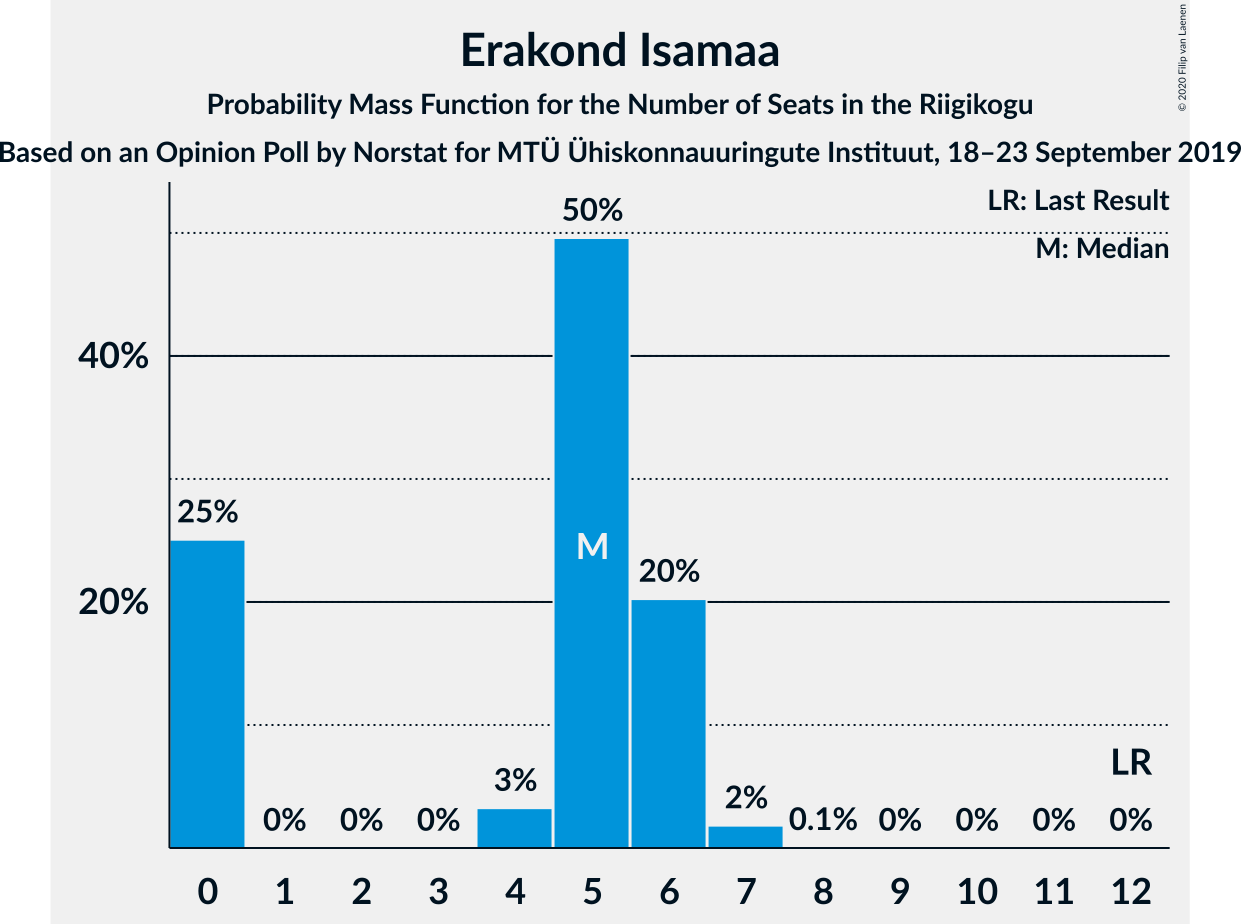 Erakond Isamaa
Probability Mass Function for the Number of Seats in the Riigikogu
Based on an Opinion Poll by Norstat for MTÜ Ühiskonnauuringute Instituut, 18–23 September 2019
© 2020 Filip van Laenen
LR: Last Result
M: Median
50%
40%
25%
M
20%
20%
LR
3%
2%
0% 0% 0% 0.1% 0% 0% 0% 0%
0 1 2 3 4 5 6 7 8 9 10 11 12